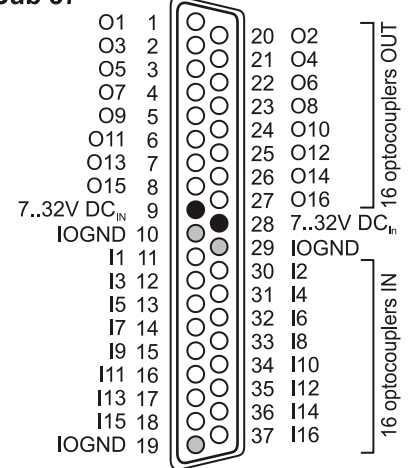 O1 1
O3 2
O5 3
O7 4
O9 5
O11 6
O13 7
O15 8
7..32V DC_IN 9
IOGND 10
I1 11
I3 12
I5 13
I7 14
I9 15
I11 16
I13 17
I15 18
IOGND 19
20 O2
21 O4
22 O6
23 O8
24 O10
25 O12
26 O14
27 O16
28 7..32V DC_In
29 IOGND
30 I2
31 I4
32 I6
33 I8
34 I10
35 I12
36 I14
37 I16
16 optocouplers OUT
16 optocouplers IN